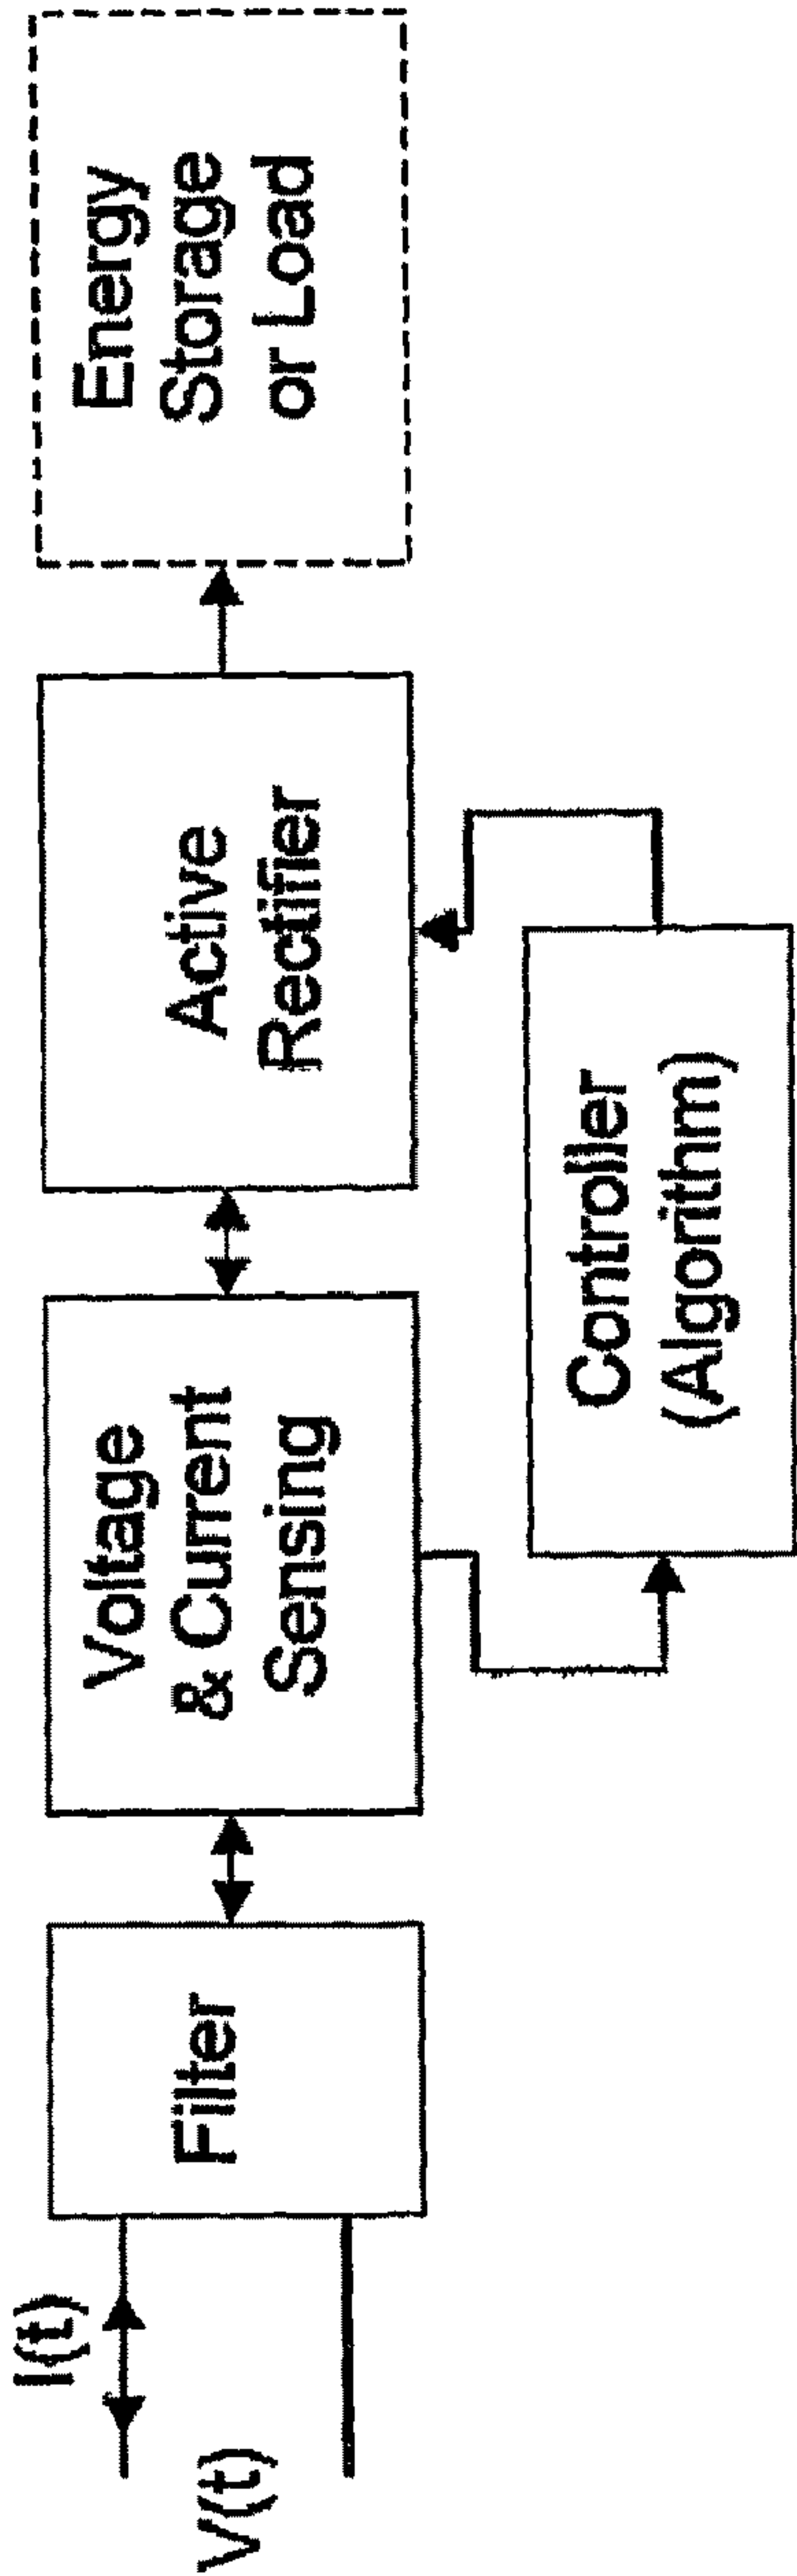 I(t)
V(t)
Filter
Voltage
& Current
Sensing
Active
Rectifier
Energy
Storage
or Load
Controller
(Algorithm)